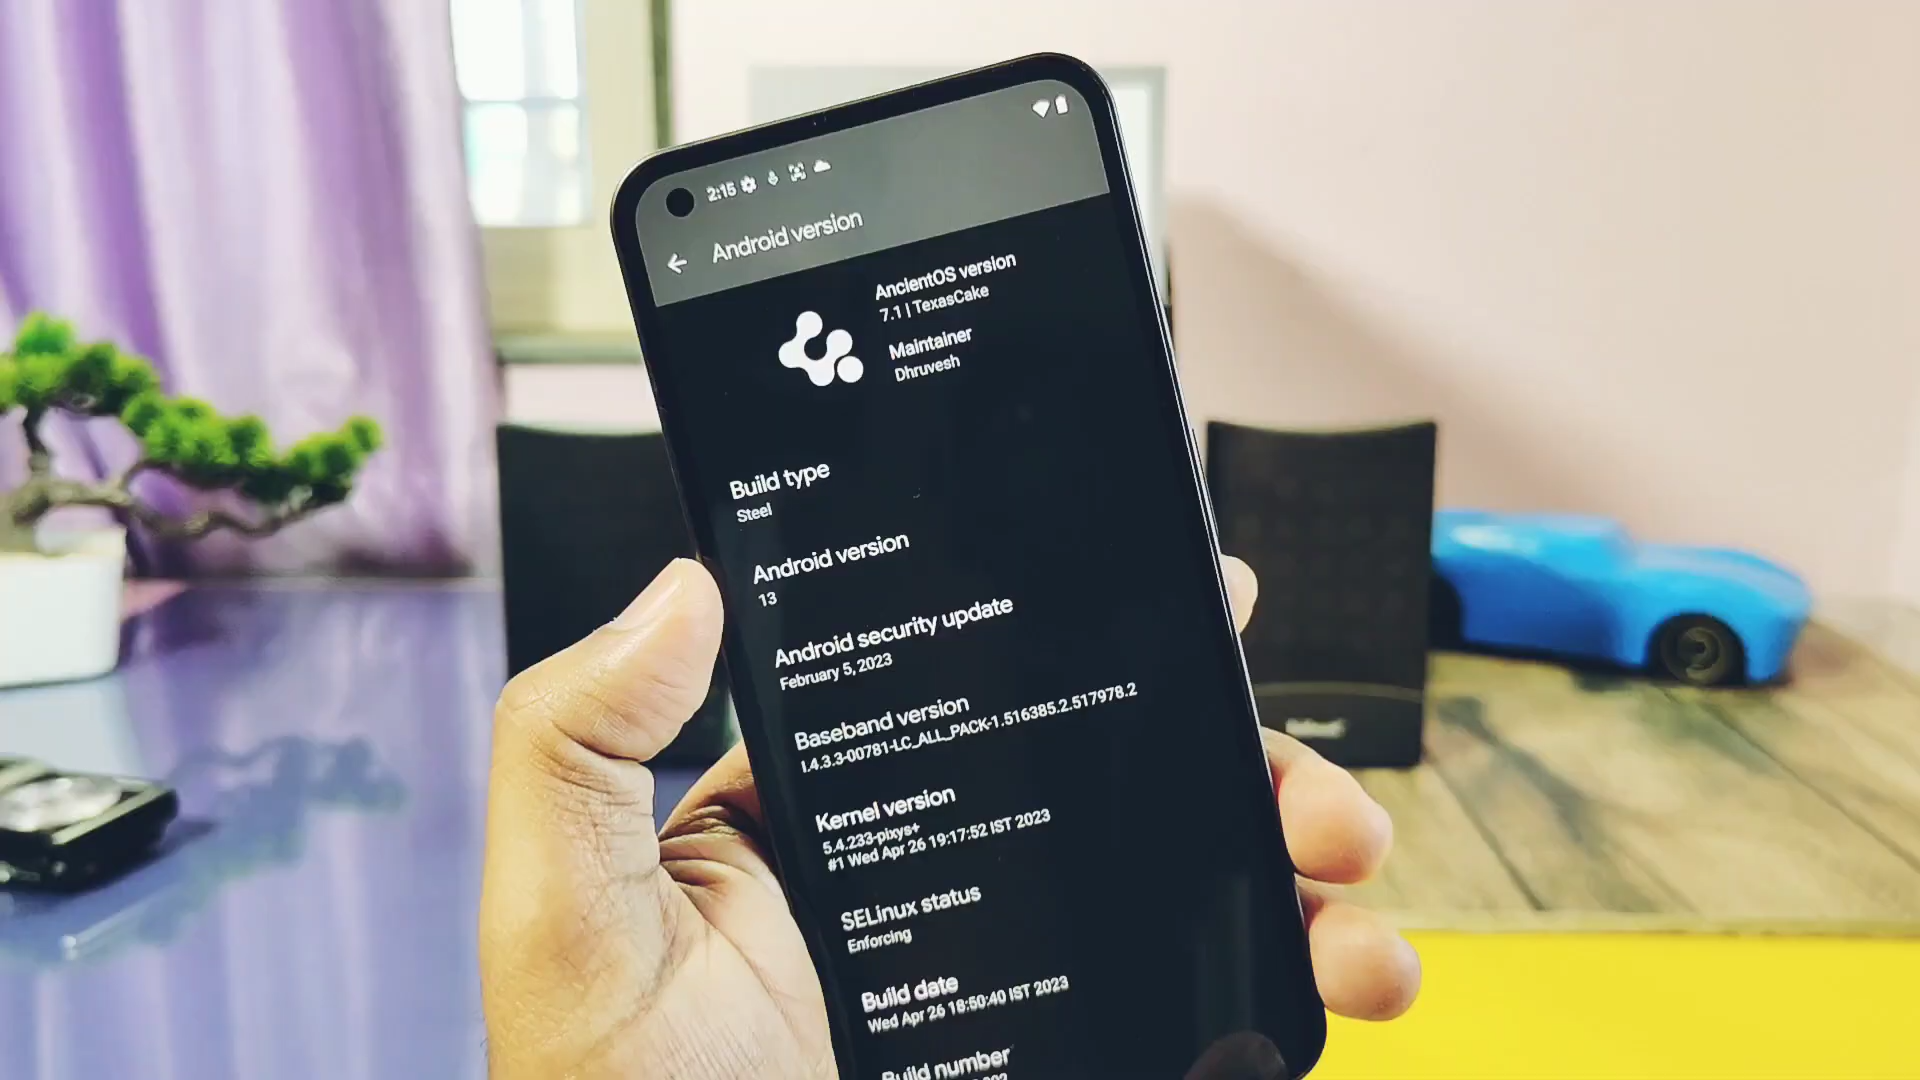 2:15
Android version
AncientOS version
7.1 | TexasCake
Maintainer
Dhruvesh
Build type
Steel
Android version
13
Android security update
February 5, 2023
Baseband version
I.4.3.3-00781-LC_ALL_PACK-1.516385.2.517978.2
Kernel version
5.4.233-pixys+
#1 Wed Apr 26 19:17:52 IST 2023
SELinux status
Enforcing
Build date
Wed Apr 26 18:50:40 IST 2023
Build number